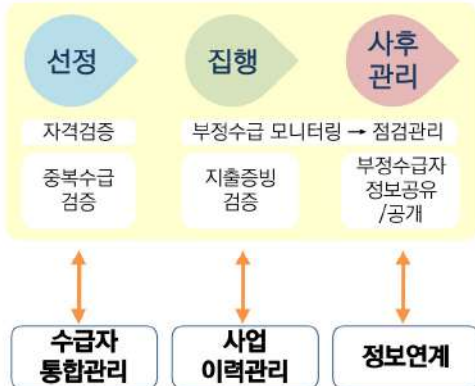 선정
집행
사후
관리
자격검증
부정수급 모니터링 → 점검관리
중복수급
검증
지출증빙
검증
부정수급자
정보공유
/공개
수급자
통합관리
사업
이력관리
정보연계